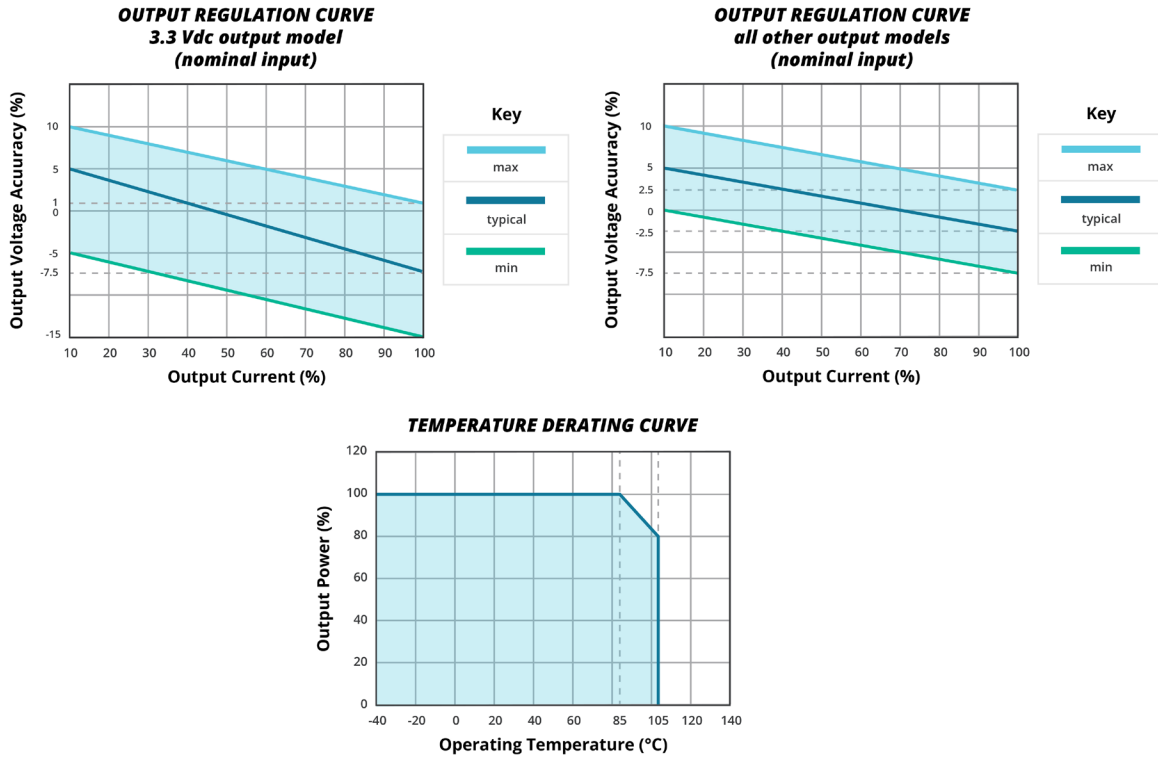 OUTPUT REGULATION CURVE
3.3 Vdc output model
(nominal input)
Output Voltage Acuuracy (%)
10
5
1
0
-5
-7.5
-15
10 20 30 40 50 60 70 80 90 100
Output Current (%)
Key
max
typical
min
OUTPUT REGULATION CURVE
all other output models
(nominal input)
Output Voltage Acuuracy (%)
10
5
2.5
0
-2.5
-7.5
10 20 30 40 50 60 70 80 90 100
Output Current (%)
Key
max
typical
min
TEMPERATURE DERATING CURVE
Output Power (%)
120
100
80
60
40
20
0
-40 -20 0 20 40 60 85 105 120 140
Operating Temperature (°C)